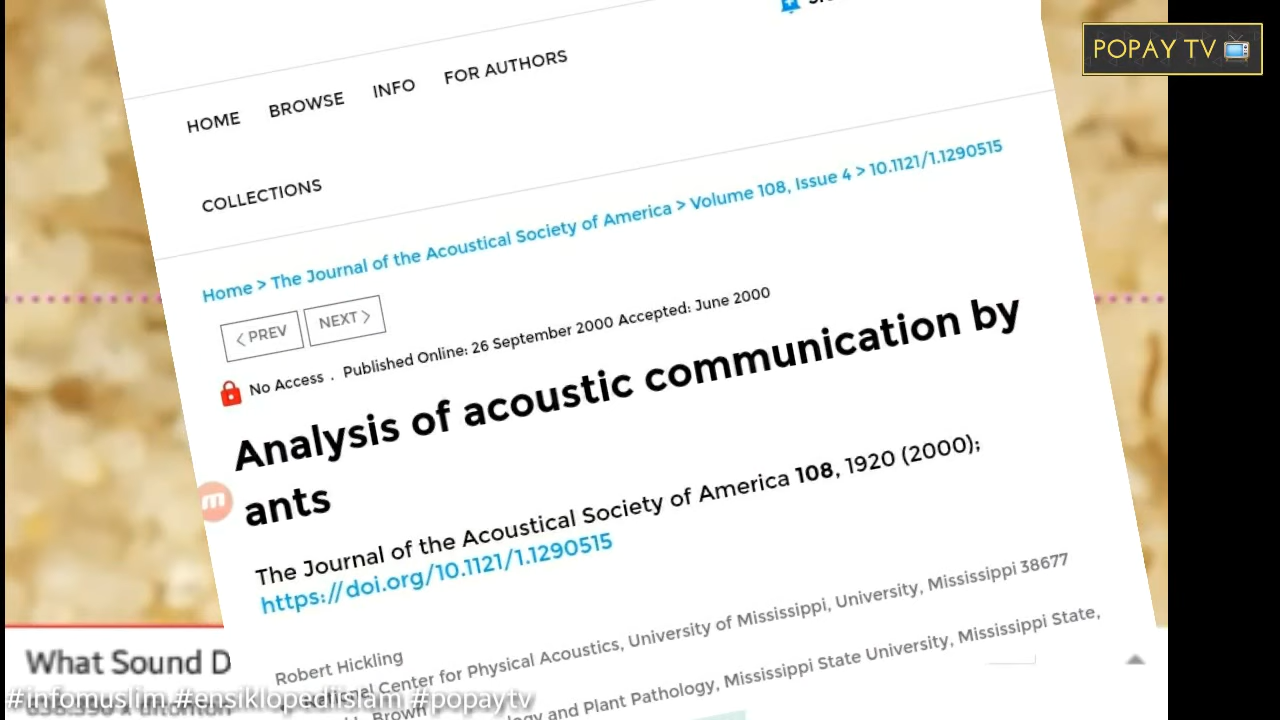 POPAY TV
HOME BROWSE INFO FOR AUTHORS
COLLECTIONS
Home > The Journal of the Acoustical Society of America > Volume 108, Issue 4 > 10.1121/1.1290515
< PREV NEXT >
No Access . Published Online: 26 September 2000 Accepted: June 2000
Analysis of acoustic communication by
ants
The Journal of the Acoustical Society of America 108, 1920 (2000);
https://doi.org/10.1121/1.1290515
Robert Hickling
National Center for Physical Acoustics, University of Mississippi, University, Mississippi 38677
Brown
and Plant Pathology, Mississippi State University, Mississippi State,
What Sound D
#infomuslim #ensiklopediislam #popaytv